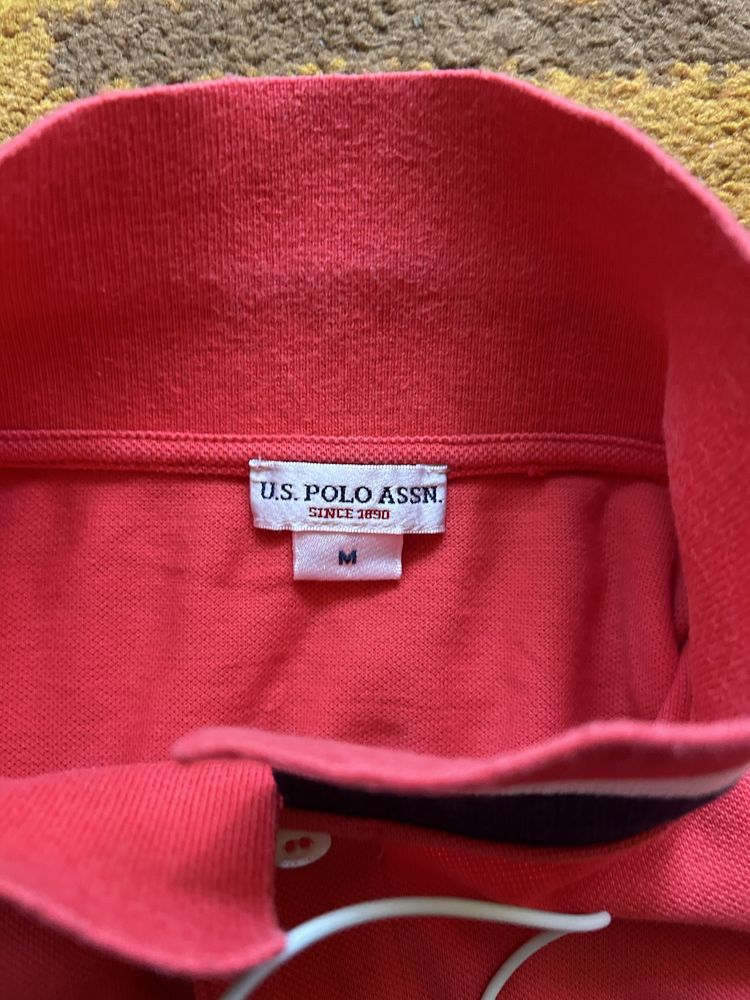 U.S. POLO ASSN.
SINCE 1890
M